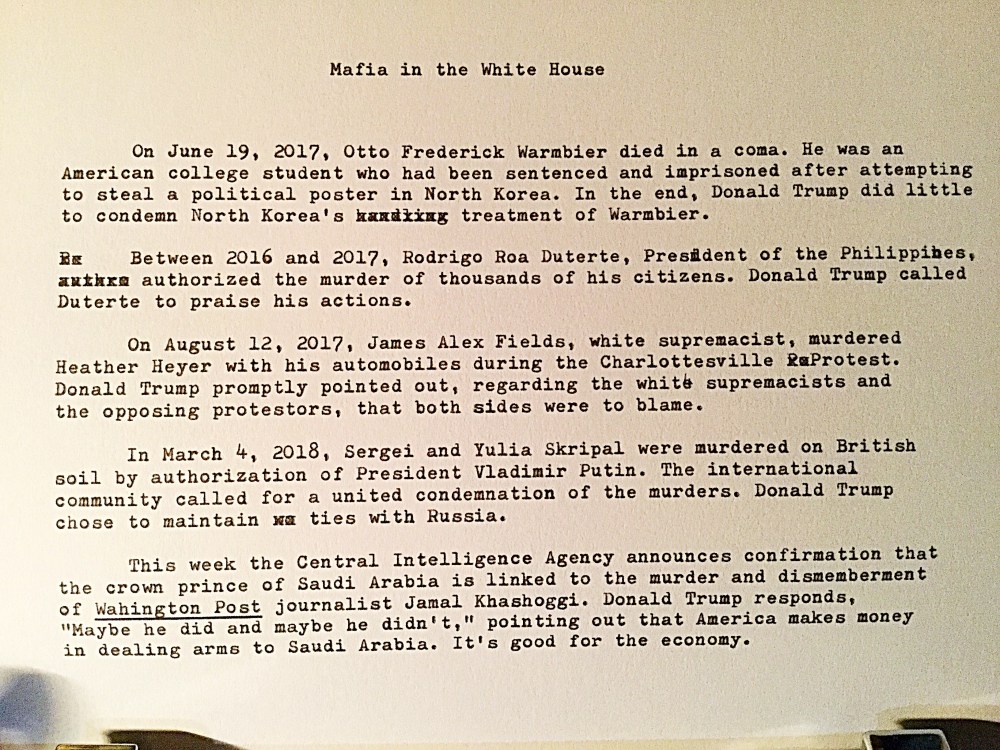 Mafia in the White House
On June 19, 2017, Otto Frederick Warmbier died in a coma. He was an
American college student who had been sentenced and imprisoned after attempting
to steal a political poster in North Korea. In the end, Donald Trump did little
to condemn North Korea's handling treatment of Warmbier.
Between 2016 and 2017, Rodrigo Roa Duterte, President of the Philippines,
authorized the murder of thousands of his citizens. Donald Trump called
Duterte to praise his actions.
On August 12, 2017, James Alex Fields, white supremacist, murdered
Heather Heyer with his automobiles during the Charlottesville Protest.
Donald Trump promptly pointed out, regarding the white supremacists and
the opposing protestors, that both sides were to blame.
In March 4, 2018, Sergei and Yulia Skripal were murdered on British
soil by authorization of President Vladimir Putin. The international
community called for a united condemnation of the murders. Donald Trump
chose to maintain ties with Russia.
This week the Central Intelligence Agency announces confirmation that
the crown prince of Saudi Arabia is linked to the murder and dismemberment
of Wahington Post journalist Jamal Khashoggi. Donald Trump responds,
"Maybe he did and maybe he didn't," pointing out that America makes money
in dealing arms to Saudi Arabia. It's good for the economy.